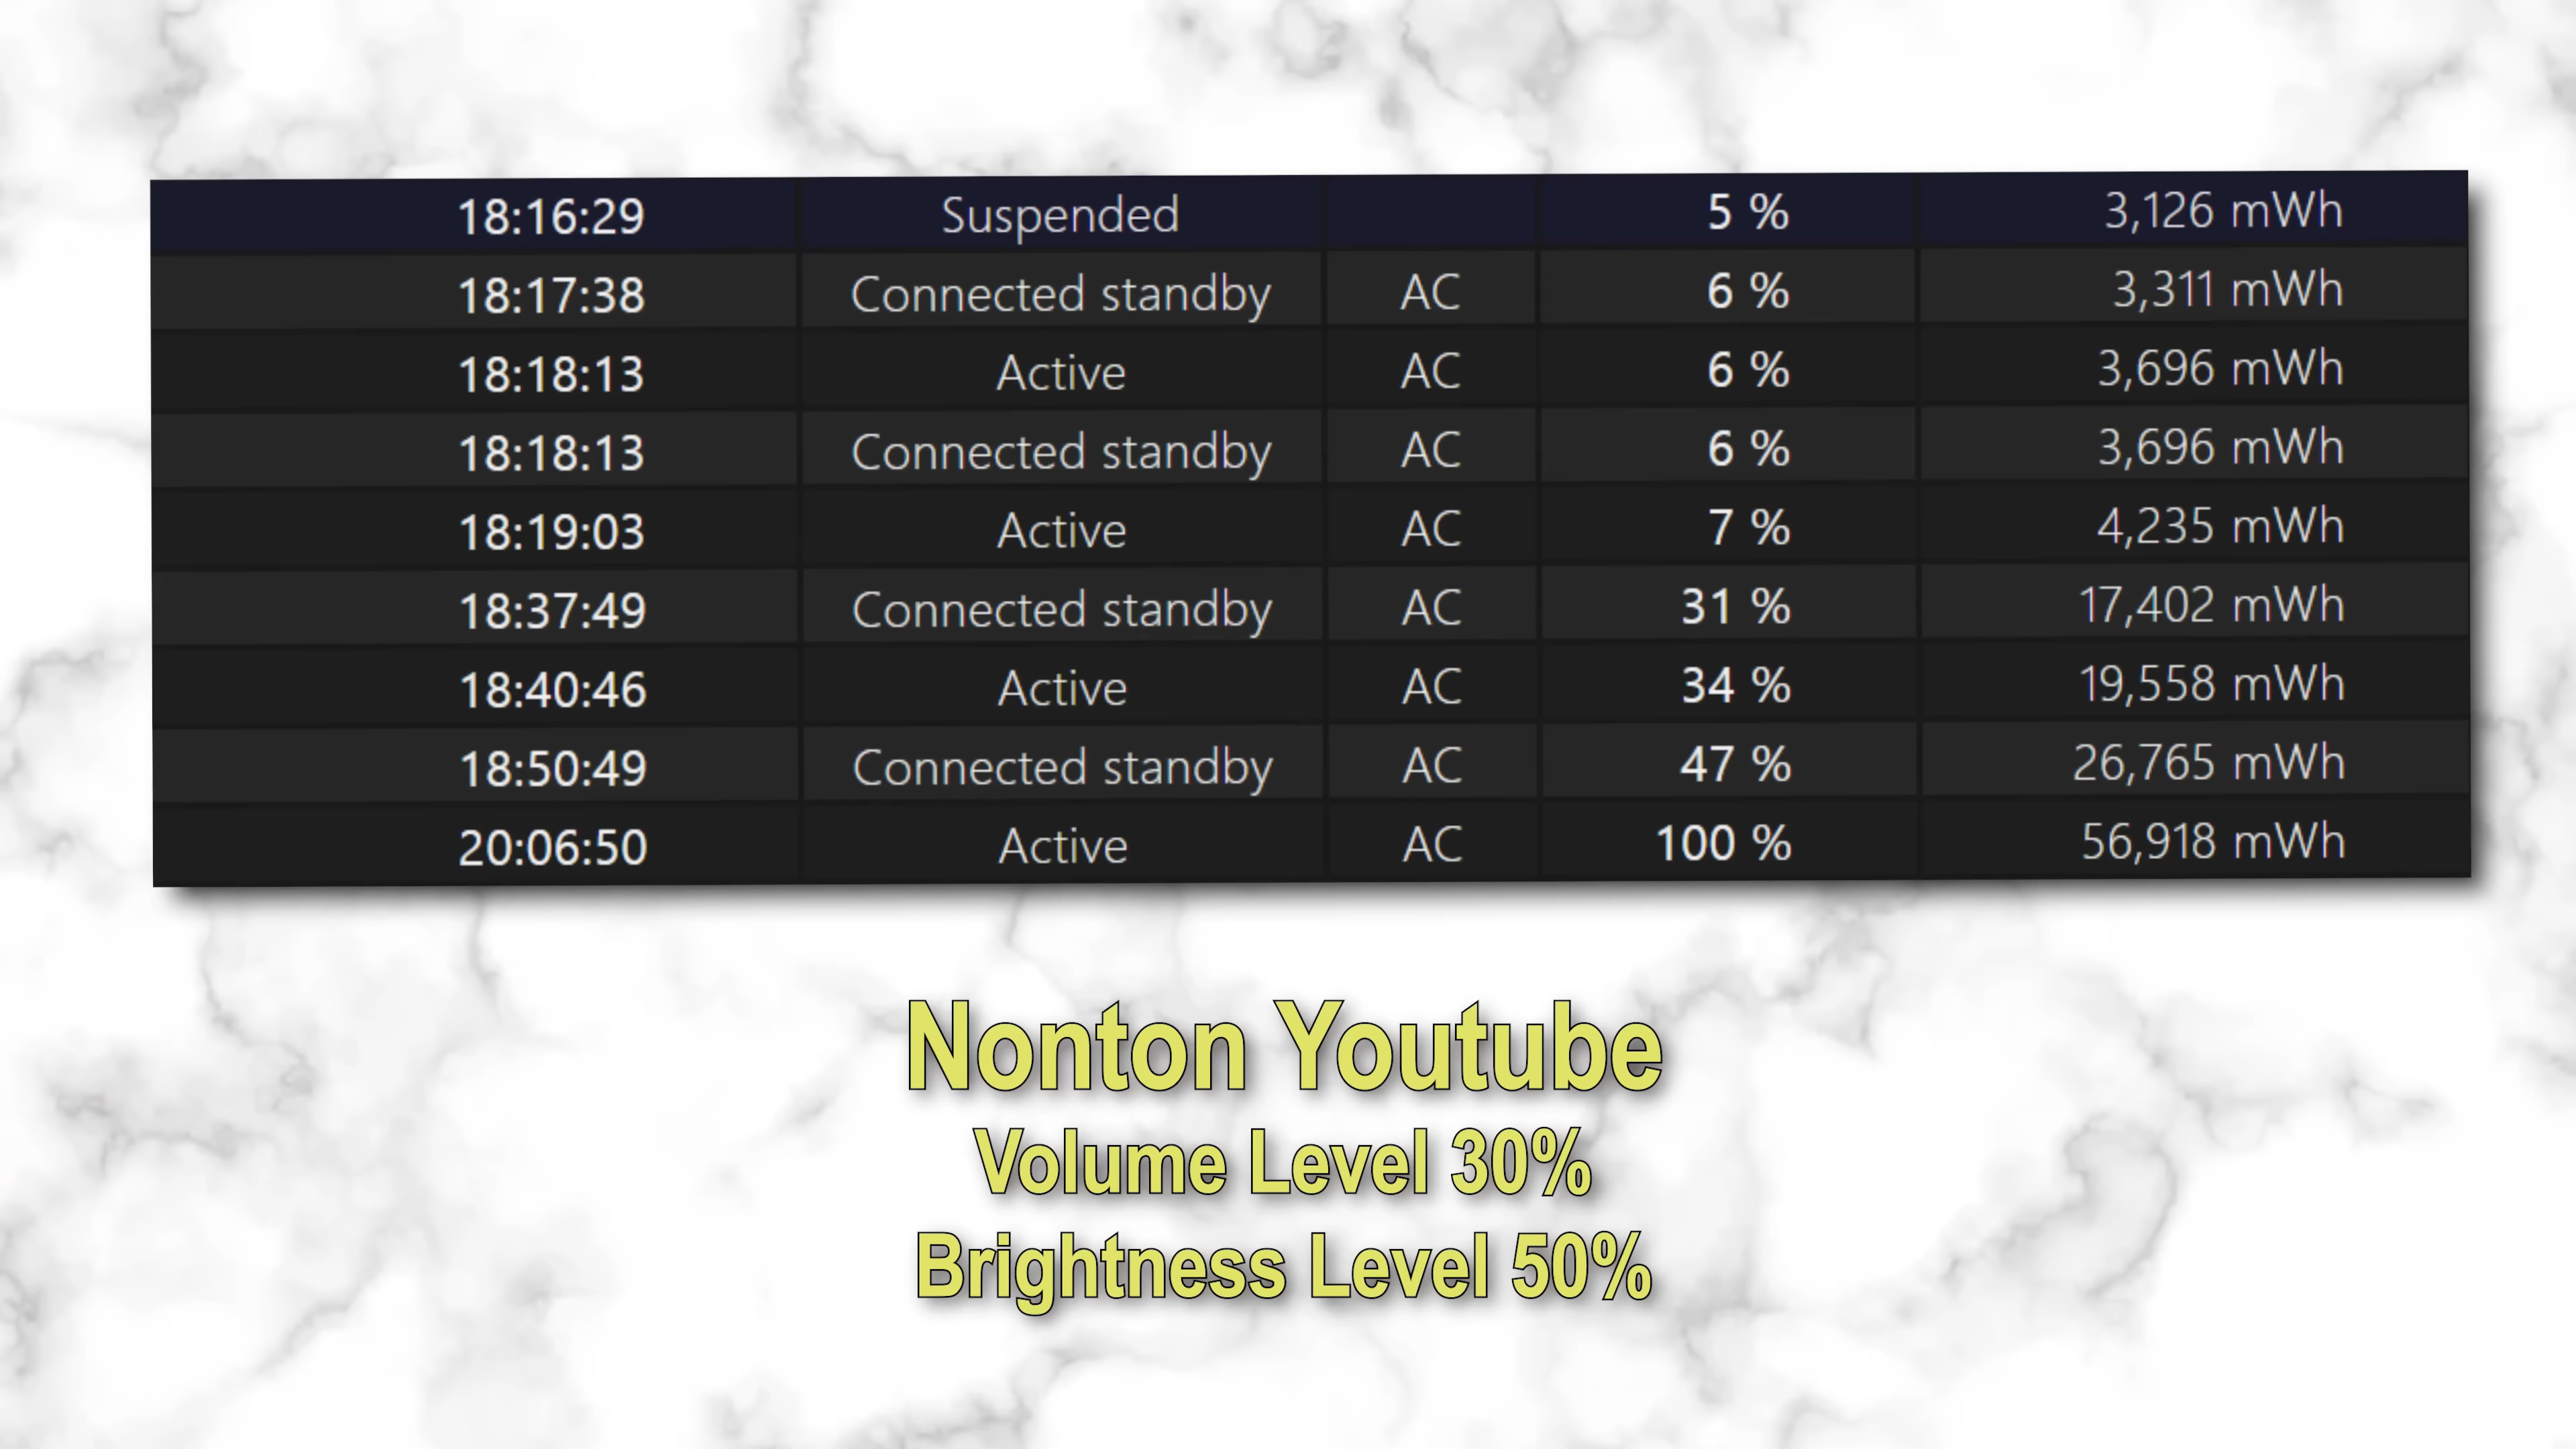 18:16:29 Suspended 5 % 3,126 mWh
18:17:38 Connected standby AC 6 % 3,311 mWh
18:18:13 Active AC 6 % 3,696 mWh
18:18:13 Connected standby AC 6 % 3,696 mWh
18:19:03 Active AC 7 % 4,235 mWh
18:37:49 Connected standby AC 31 % 17,402 mWh
18:40:46 Active AC 34 % 19,558 mWh
18:50:49 Connected standby AC 47 % 26,765 mWh
20:06:50 Active AC 100 % 56,918 mWh
Nonton Youtube
Volume Level 30%
Brightness Level 50%